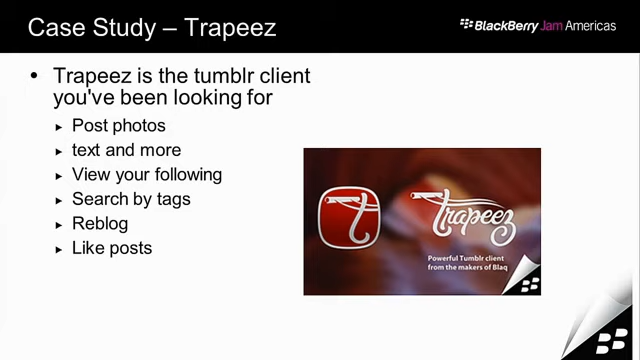 Case Study – Trapeez
BlackBerry Jam Americas
• Trapeez is the tumblr client
you've been looking for
Post photos
text and more
View your following
Search by tags
Reblog
Like posts
t
Trapeez
Powerful Tumblr client
from the makers of Blaq